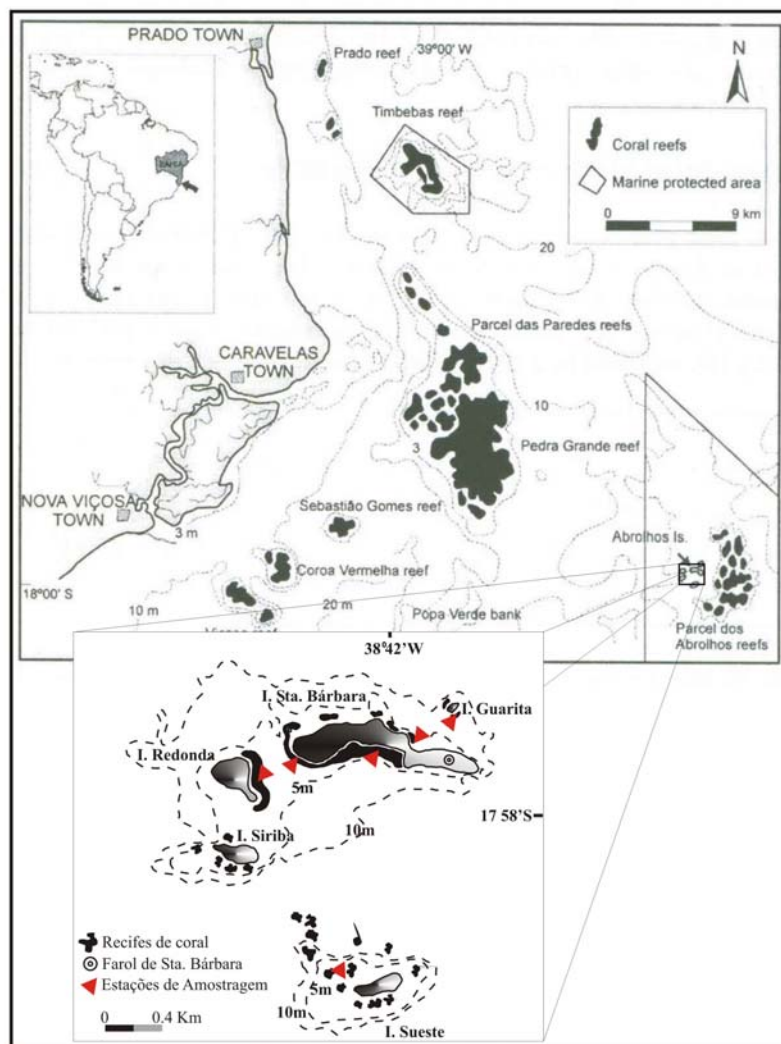 PRADO TOWN
Prado reef
39°00' W
N
Timbebas reef
Coral reefs
Marine protected area
0 9 km
BAHIA
20
Parcel das Paredes reefs
CARAVELAS
TOWN
10
3
Pedra Grande reef
NOVA VIÇOSA
TOWN
3 m
Sebastião Gomes reef
Abrolhos Is.
Coroa Vermelha reef
18°00' S
10 m
20 m
Popa Verde bank
Parcel dos
Abrolhos reefs
38°42'W
I. Sta. Bárbara
I. Guarita
I. Redonda
5m
17 58'S
10m
I. Siriba
Recifes de coral
Farol de Sta. Bárbara
Estações de Amostragem
5m
10m
0 0.4 Km
I. Sueste